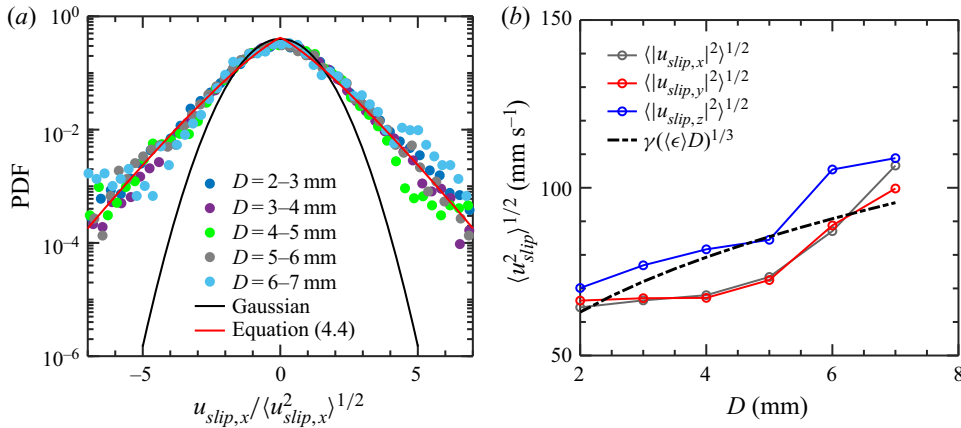 (a)
10⁰
10⁻²
10⁻⁴
10⁻⁶
PDF
D = 2–3 mm
D = 3–4 mm
D = 4–5 mm
D = 5–6 mm
D = 6–7 mm
Gaussian
Equation (4.4)
−5 0 5
u_slip,x/⟨u²_slip,x⟩^1/2
(b)
150
100
50
⟨u²_slip⟩^1/2 (mm s⁻¹)
⟨|u_slip,x|²⟩^1/2
⟨|u_slip,y|²⟩^1/2
⟨|u_slip,z|²⟩^1/2
γ(⟨ϵ⟩D)^1/3
2 4 6 8
D (mm)